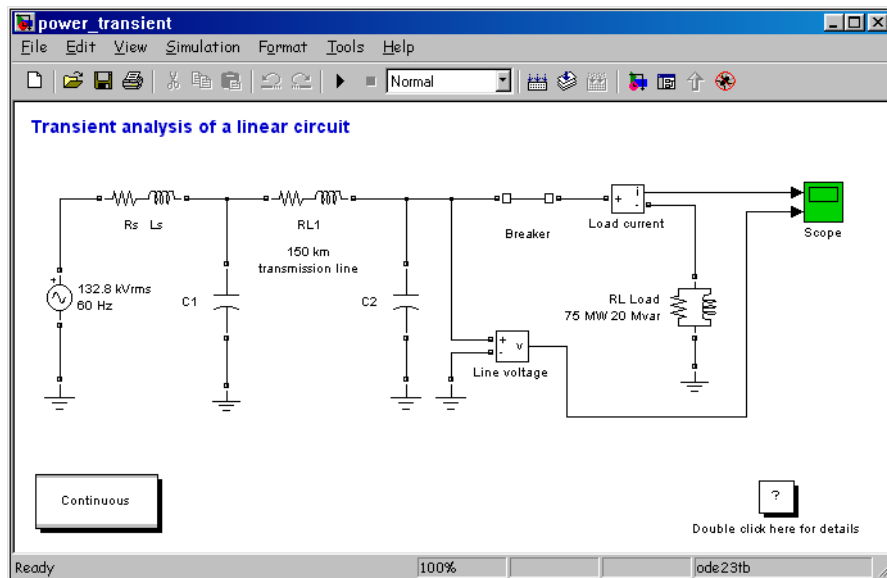 power_transient
File Edit View Simulation Format Tools Help
Normal
Transient analysis of a linear circuit
Rs Ls
RL1
150 km
transmission line
Breaker
i
+
-
Load current
Scope
+
132.8 kVrms
60 Hz
C1
C2
RL Load
75 MW 20 Mvar
+
-
v
Line voltage
Continuous
?
Double click here for details
Ready 100% ode23tb